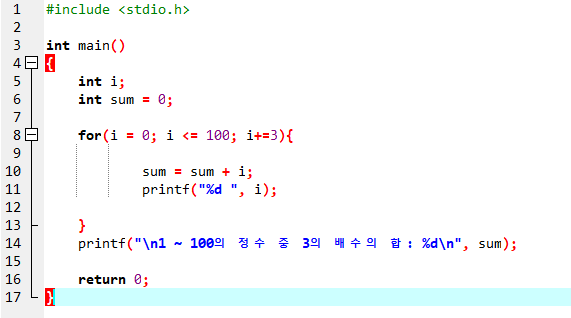 1 #include <stdio.h>
2
3 int main()
4 {
5 int i;
6 int sum = 0;
7
8 for(i = 0; i <= 100; i+=3){
9
10 sum = sum + i;
11 printf("%d ", i);
12
13 }
14 printf("\n1 ~ 100의 정수 중 3의 배수의 합 : %d\n", sum);
15
16 return 0;
17 }